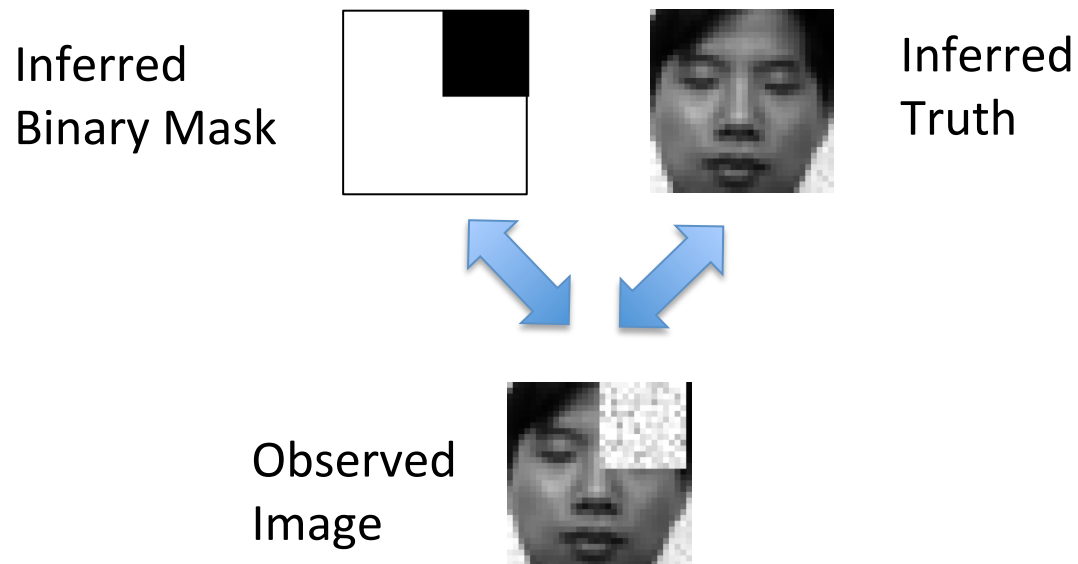 Inferred
Binary Mask
Inferred
Truth
Observed
Image